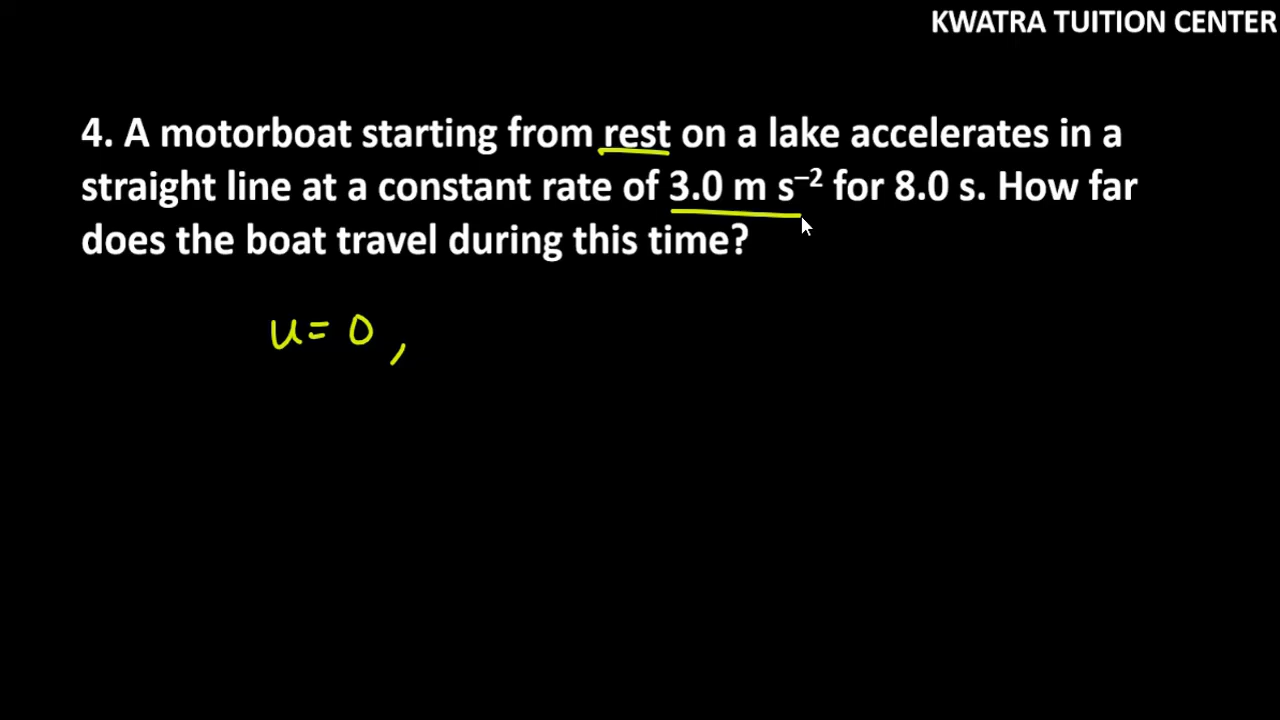 KWATRA TUITION CENTER
4. A motorboat starting from rest on a lake accelerates in a
straight line at a constant rate of 3.0 m s⁻² for 8.0 s. How far
does the boat travel during this time?
u = 0 ,